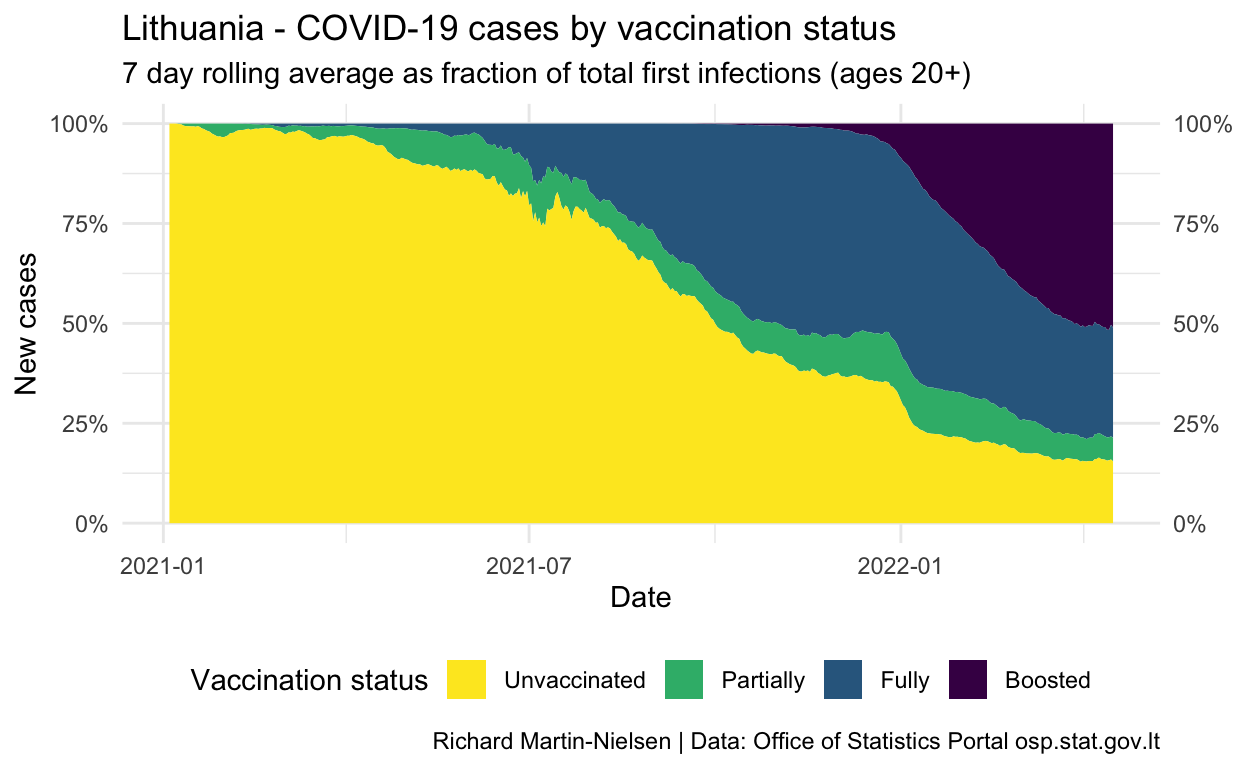 Lithuania - COVID-19 cases by vaccination status
7 day rolling average as fraction of total first infections (ages 20+)
New cases
100%
75%
50%
25%
0%
100%
75%
50%
25%
0%
2021-01 2021-07 2022-01
Date
Vaccination status Unvaccinated Partially Fully Boosted
Richard Martin-Nielsen | Data: Office of Statistics Portal osp.stat.gov.lt